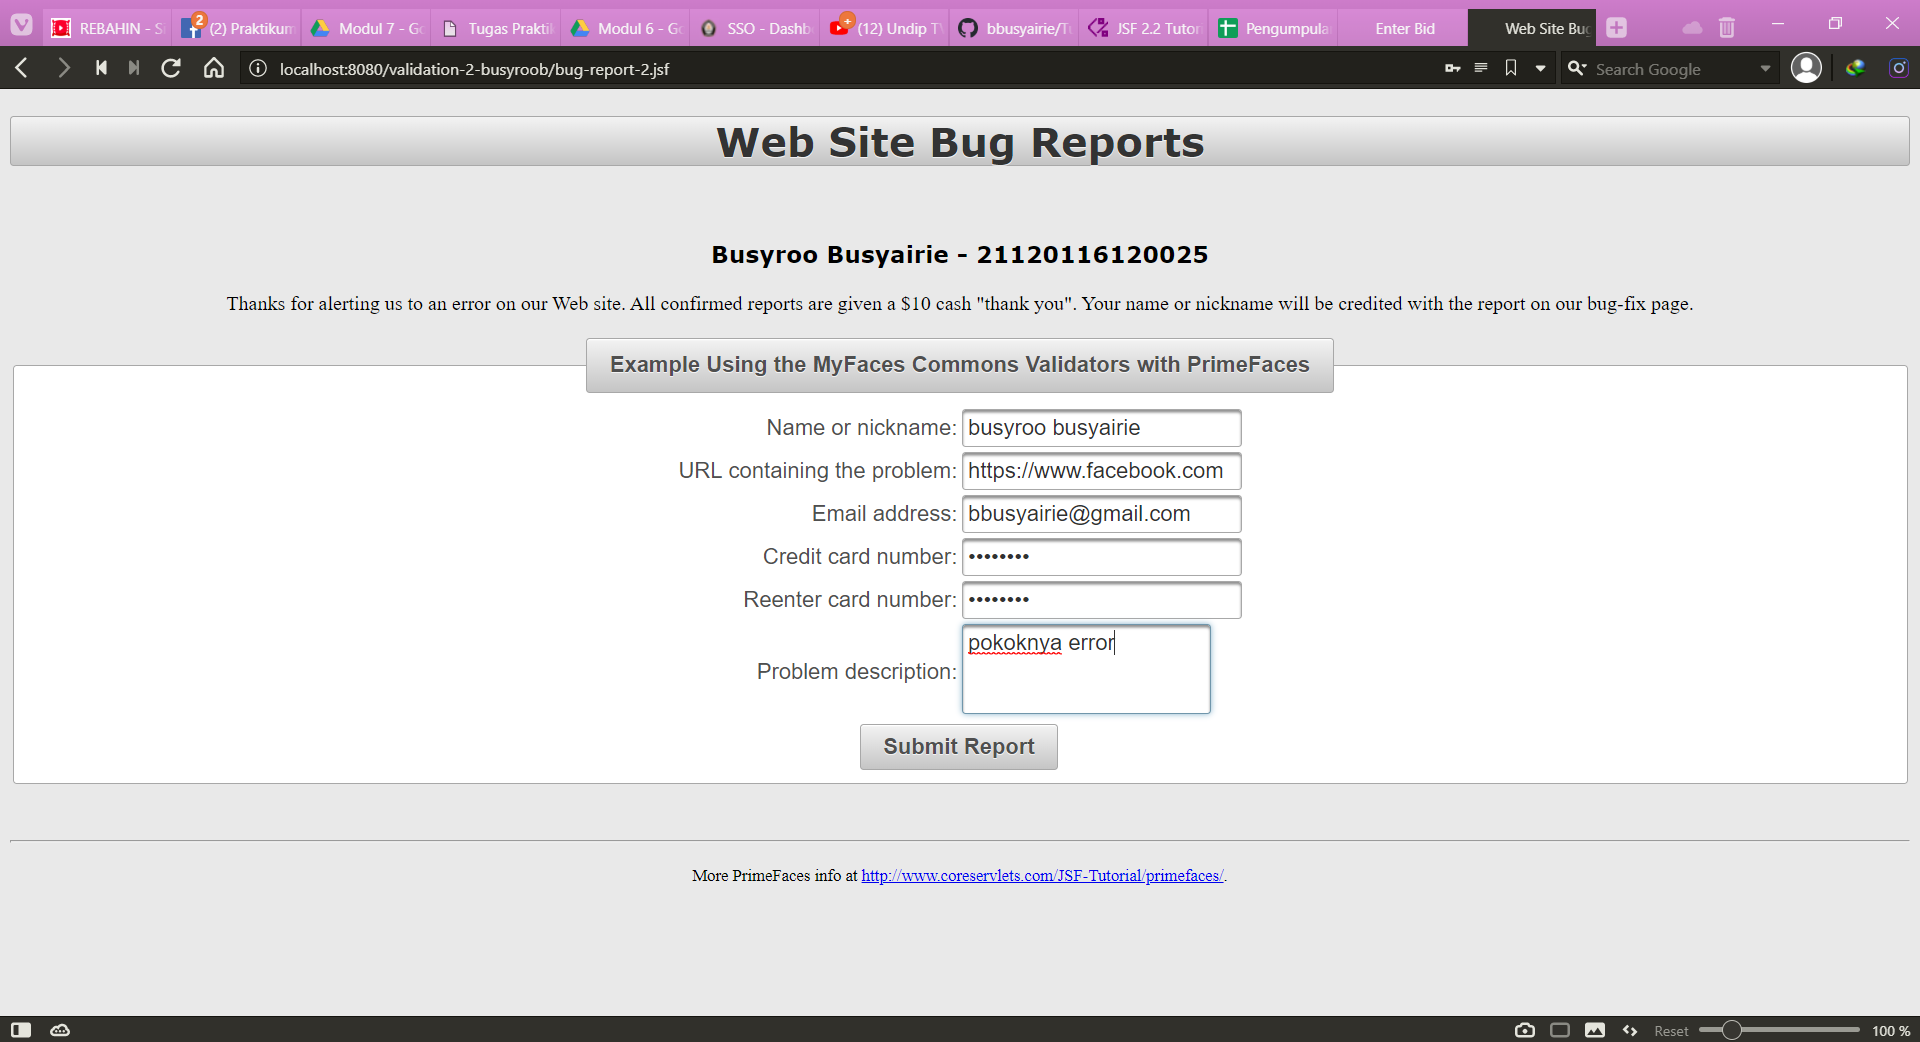 REBAHIN - S
2
(2) Praktikum
Modul 7 - Go
Tugas Praktik
Modul 6 - Go
SSO - Dashb
(12) Undip T
bbusyairie/T
JSF 2.2 Tutor
Pengumpula
Enter Bid
Web Site Bug
localhost:8080/validation-2-busyroob/bug-report-2.jsf
Search Google
Web Site Bug Reports
Busyroo Busyairie - 21120116120025
Thanks for alerting us to an error on our Web site. All confirmed reports are given a $10 cash "thank you". Your name or nickname will be credited with the report on our bug-fix page.
Example Using the MyFaces Commons Validators with PrimeFaces
Name or nickname: busyroo busyairie
URL containing the problem: https://www.facebook.com
Email address: bbusyairie@gmail.com
Credit card number: ••••••••
Reenter card number: ••••••••
Problem description: pokoknya error
Submit Report
More PrimeFaces info at http://www.coreservlets.com/JSF-Tutorial/primefaces/.
Reset
100 %